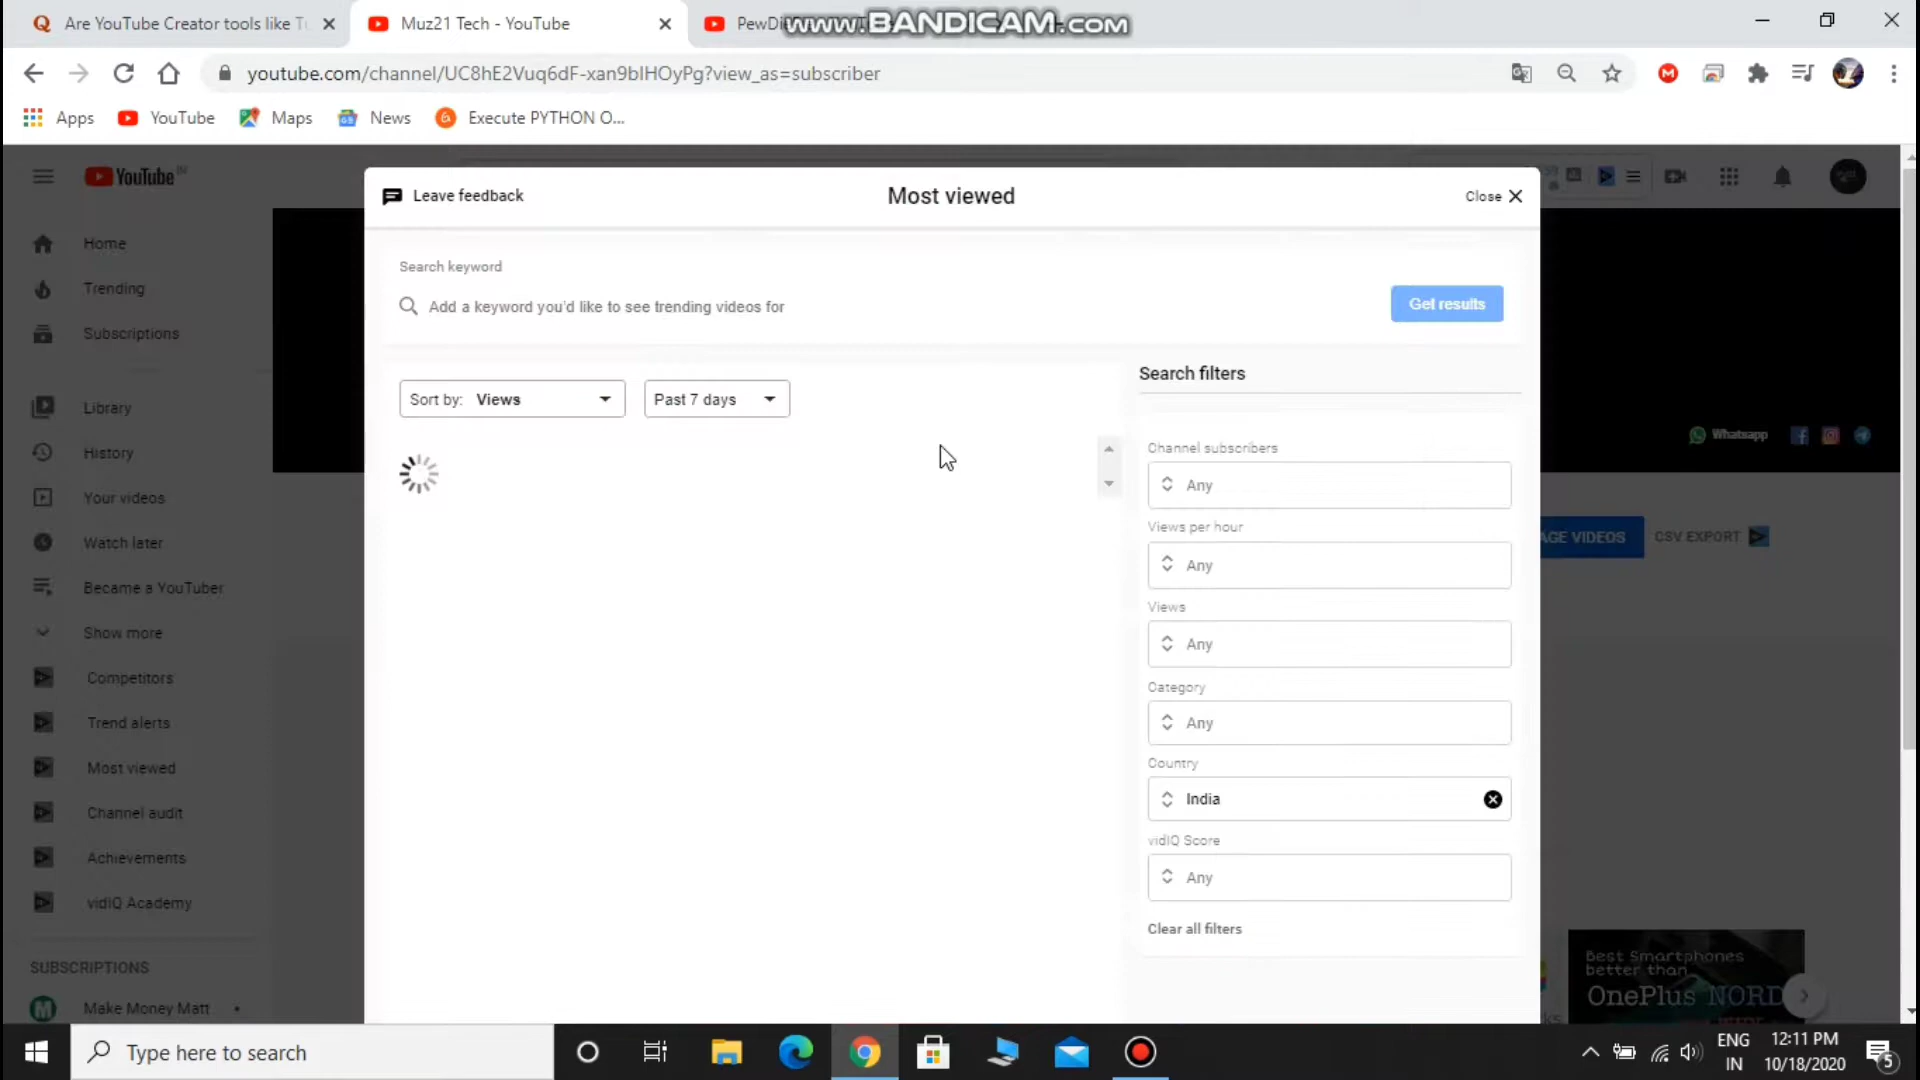 Are YouTube Creator tools like Tu
Muz21 Tech - YouTube
www.BANDICAM.com
youtube.com/channel/UC8hE2Vuq6dF-xan9bIHOyPg?view_as=subscriber
Apps
YouTube
Maps
News
Execute PYTHON O...
YouTube IN
Leave feedback
Most viewed
Close
Home
Trending
Subscriptions
Library
History
Your videos
Watch later
Became a YouTuber
Show more
Competitors
Trend alerts
Most viewed
Channel audit
Achievements
vidIQ Academy
SUBSCRIPTIONS
Make Money Matt
Search keyword
Add a keyword you'd like to see trending videos for
Get results
Sort by: Views
Past 7 days
Search filters
Channel subscribers
Any
Views per hour
Any
Views
Any
Category
Any
Country
India
vidIQ Score
Any
Clear all filters
Whatsapp
AGE VIDEOS
CSV EXPORT
Best Smartphones
better than
OnePlus NORD
Type here to search
ENG
IN
12:11 PM
10/18/2020
5